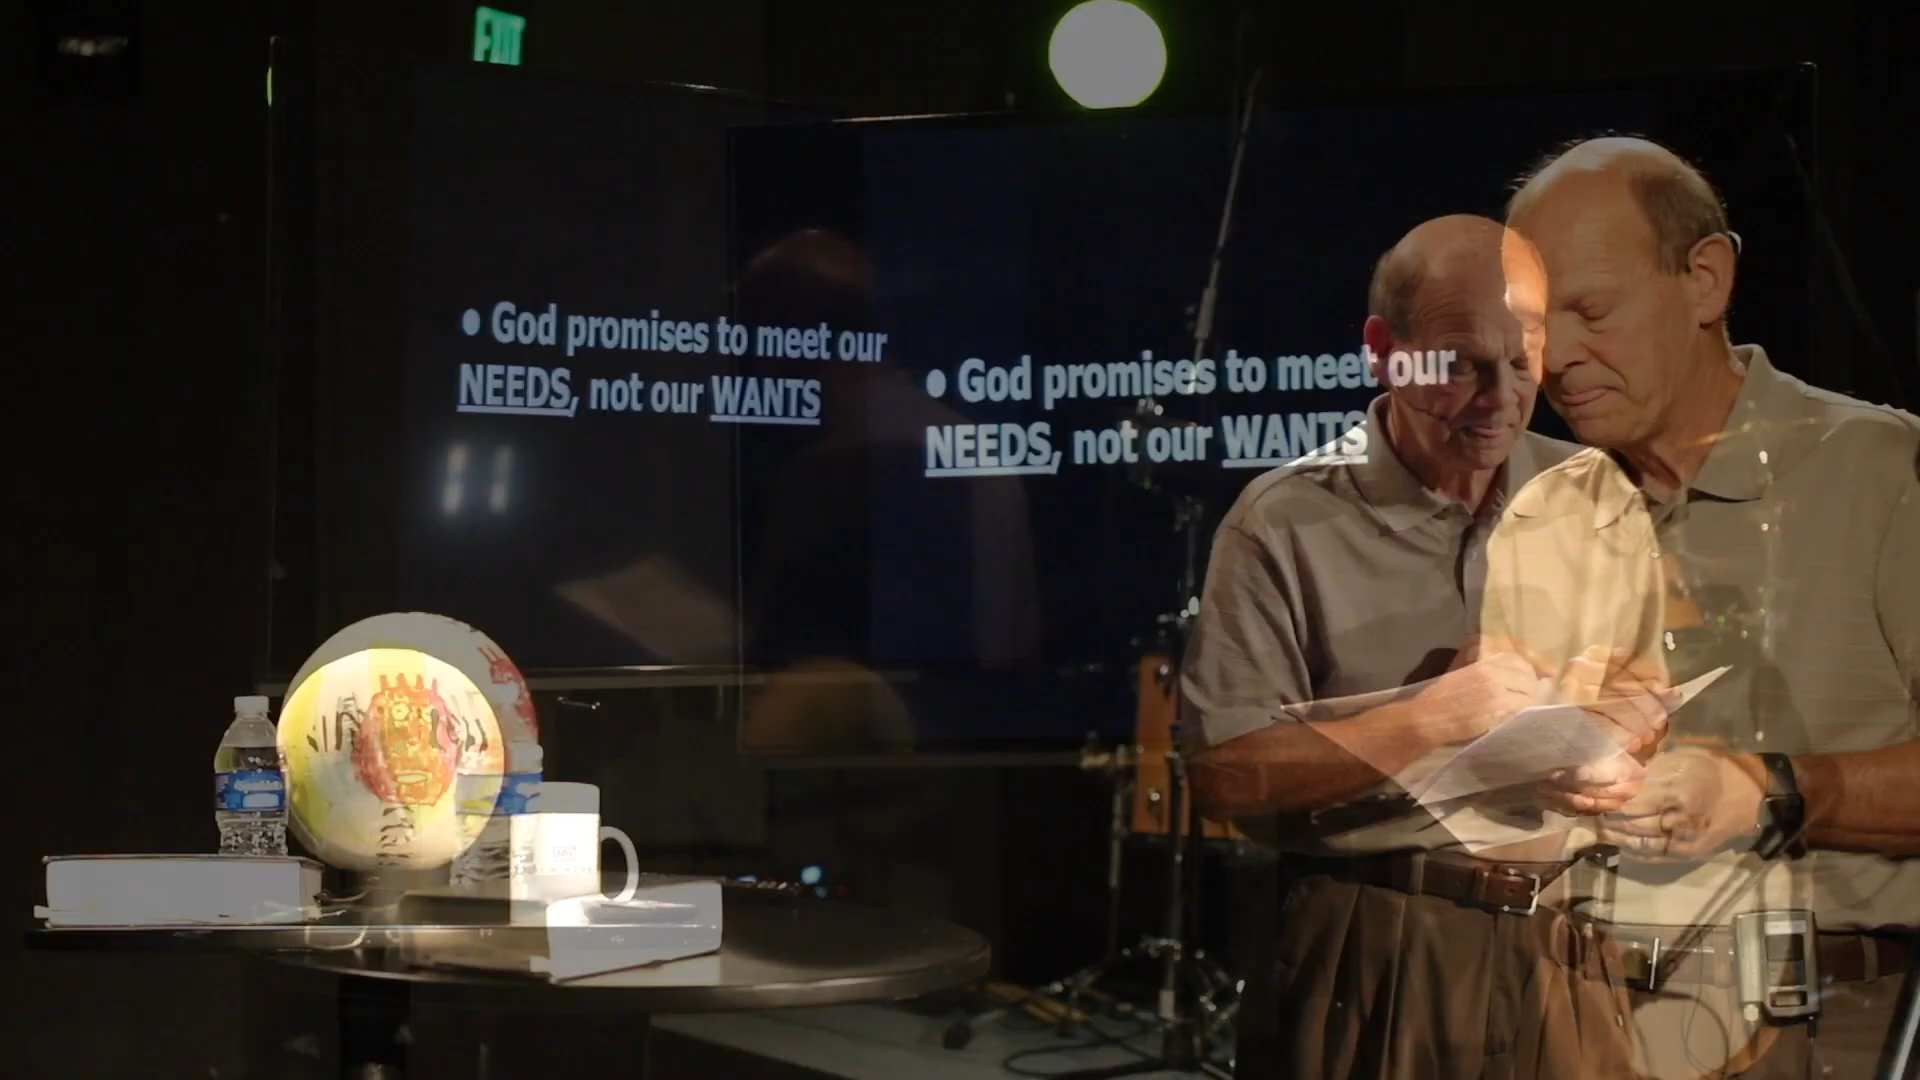 EXIT
● God promises to meet our
NEEDS, not our WANTS
● God promises to meet our
NEEDS, not our WANTS